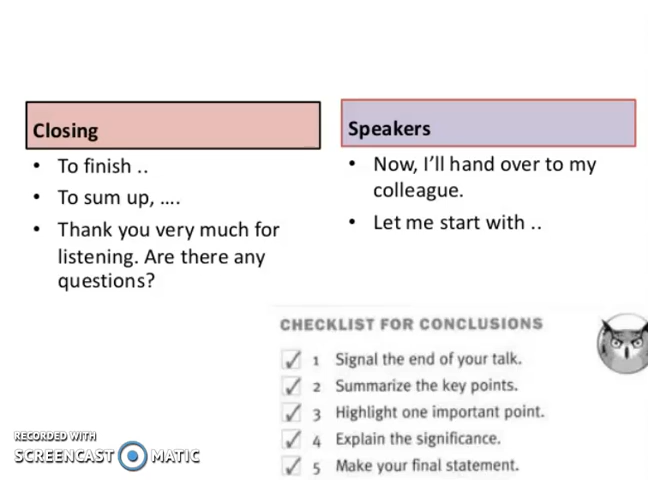 Closing
• To finish ..
• To sum up, ....
• Thank you very much for
listening. Are there any
questions?
Speakers
• Now, I'll hand over to my
colleague.
• Let me start with ..
CHECKLIST FOR CONCLUSIONS
1 Signal the end of your talk.
2 Summarize the key points.
3 Highlight one important point.
4 Explain the significance.
5 Make your final statement.
RECORDED WITH
SCREENCAST MATIC